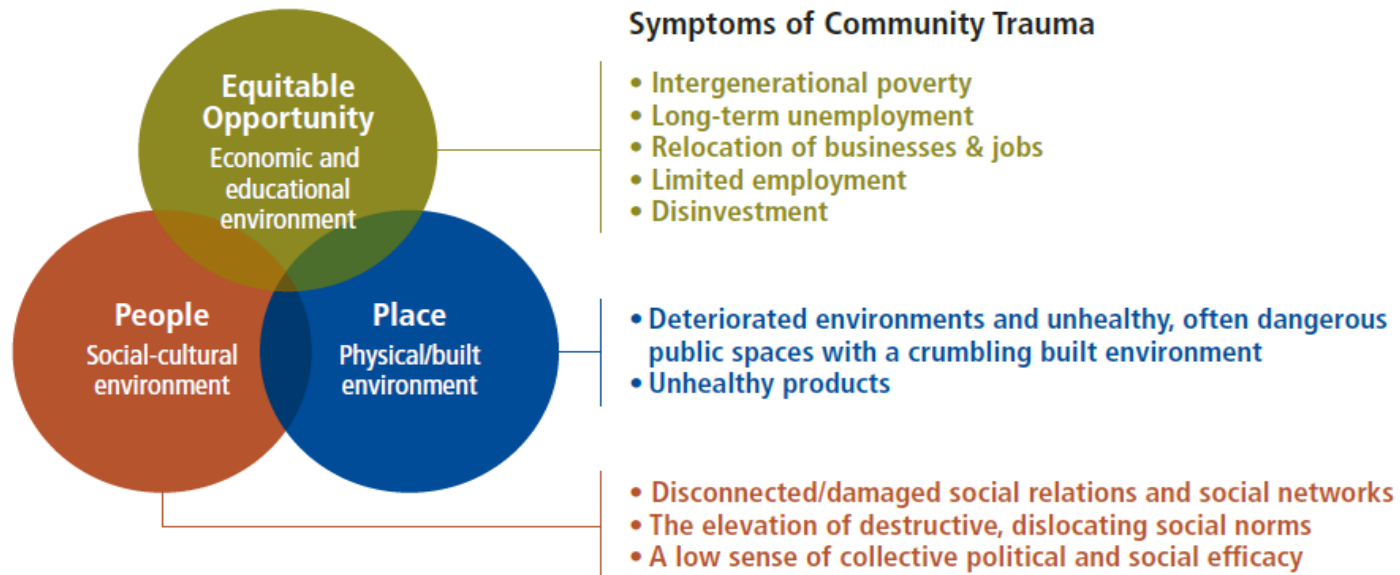 Symptoms of Community Trauma
Equitable
Opportunity
Economic and
educational
environment
• Intergenerational poverty
• Long-term unemployment
• Relocation of businesses & jobs
• Limited employment
• Disinvestment
People
Social-cultural
environment
Place
Physical/built
environment
• Deteriorated environments and unhealthy, often dangerous
public spaces with a crumbling built environment
• Unhealthy products
• Disconnected/damaged social relations and social networks
• The elevation of destructive, dislocating social norms
• A low sense of collective political and social efficacy